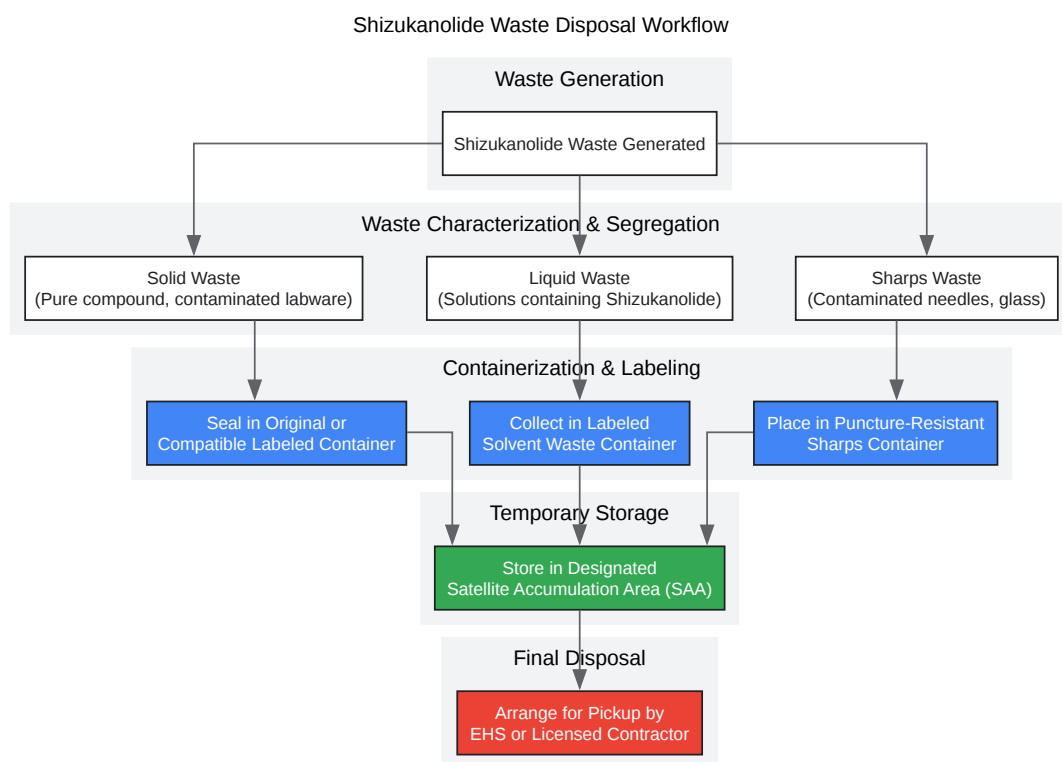 Shizukanolide Waste Disposal Workflow
Waste Generation
Shizukanolide Waste Generated
Waste Characterization & Segregation
Solid Waste
(Pure compound, contaminated labware)
Liquid Waste
(Solutions containing Shizukanolide)
Sharps Waste
(Contaminated needles, glass)
Containerization & Labeling
Seal in Original or
Compatible Labeled Container
Collect in Labeled
Solvent Waste Container
Place in Puncture-Resistant
Sharps Container
Temporary Storage
Store in Designated
Satellite Accumulation Area (SAA)
Final Disposal
Arrange for Pickup by
EHS or Licensed Contractor